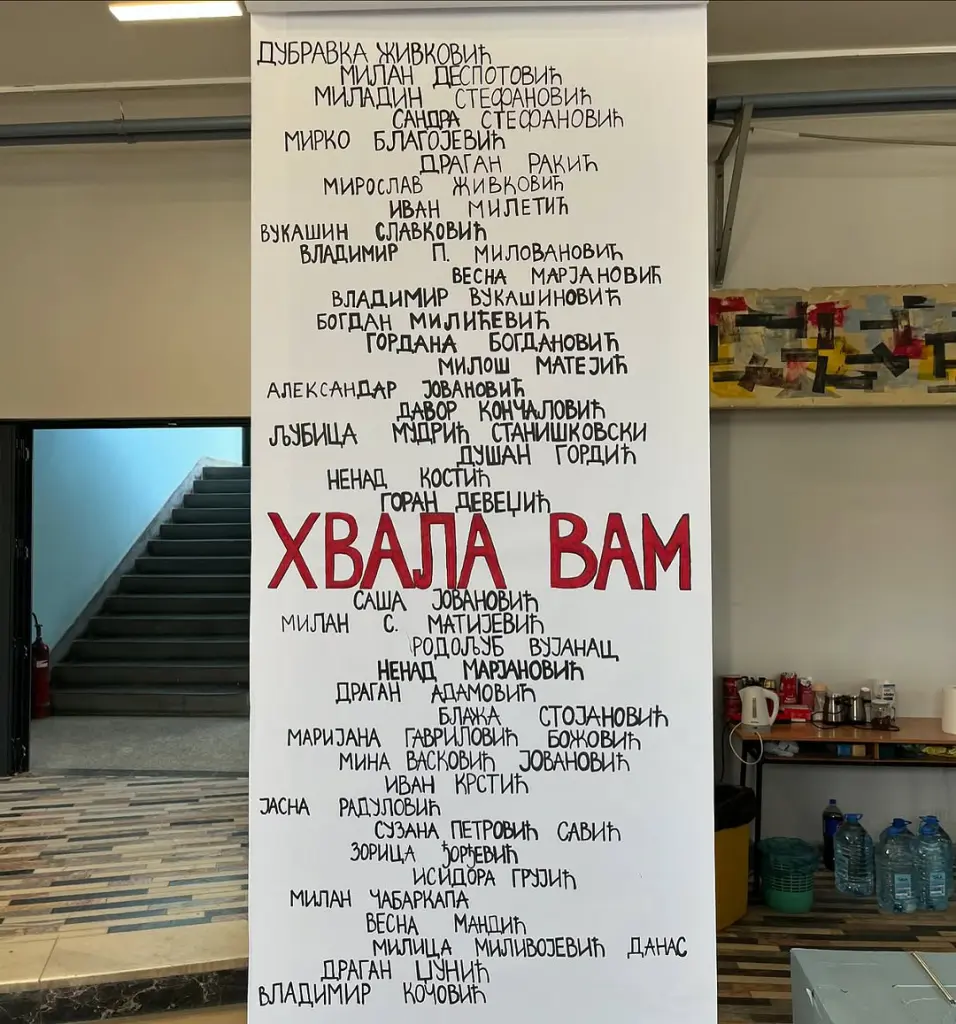 ДУБРАВКА ЖИВКОВИЋ
МИЛАН ДЕСПОТОВИЋ
МИЛАДИН СТЕФАНОВИЋ
САНДРА СТЕФАНОВИЋ
МИРКО БЛАГОЈЕВИЋ
ДРАГАН РАКИЋ
МИРОСЛАВ ЖИВКОВИЋ
ИВАН МИЛЕТИЋ
ВУКАШИН СЛАВКОВИЋ
ВЛАДИМИР П. МИЛОВАНОВИЋ
ВЕСНА МАРЈАНОВИЋ
ВЛАДИМИР ВУКАШИНОВИЋ
БОГДАН МИЛИЋЕВИЋ
ГОРДАНА БОГДАНОВИЋ
МИЛОШ МАТЕЈИЋ
АЛЕКСАНДАР ЈОВАНОВИЋ
ДАВОР КОНЧАЛОВИЋ
ЉУБИЦА МУДРИЋ СТАНИШКОВСКИ
ДУШАН ГОРДИЋ
НЕНАД КОСТИЋ
ГОРАН ДЕВЕЏИЋ
ХВАЛА ВАМ
САША ЈОВАНОВИЋ
МИЛАН С. МАТИЈЕВИЋ
РОДОЉУБ ВУЈАНАЦ
НЕНАД МАРЈАНОВИЋ
ДРАГАН АДАМОВИЋ
БЛАЖА СТОЈАНОВИЋ
МАРИЈАНА ГАВРИЛОВИЋ БОЖОВИЋ
МИНА ВАСКОВИЋ ЈОВАНОВИЋ
ИВАН КРСТИЋ
ЈАСНА РАДУЛОВИЋ
СУЗАНА ПЕТРОВИЋ САВИЋ
ЗОРИЦА ЂОРЂЕВИЋ
ИСИДОРА ГРУЈИЋ
МИЛАН ЧАБАРКАПА
ВЕСНА МАНДИЋ
МИЛИЦА МИЛИВОЈЕВИЋ ДАНАС
ДРАГАН ЏУНИЋ
ВЛАДИМИР КОЧОВИЋ